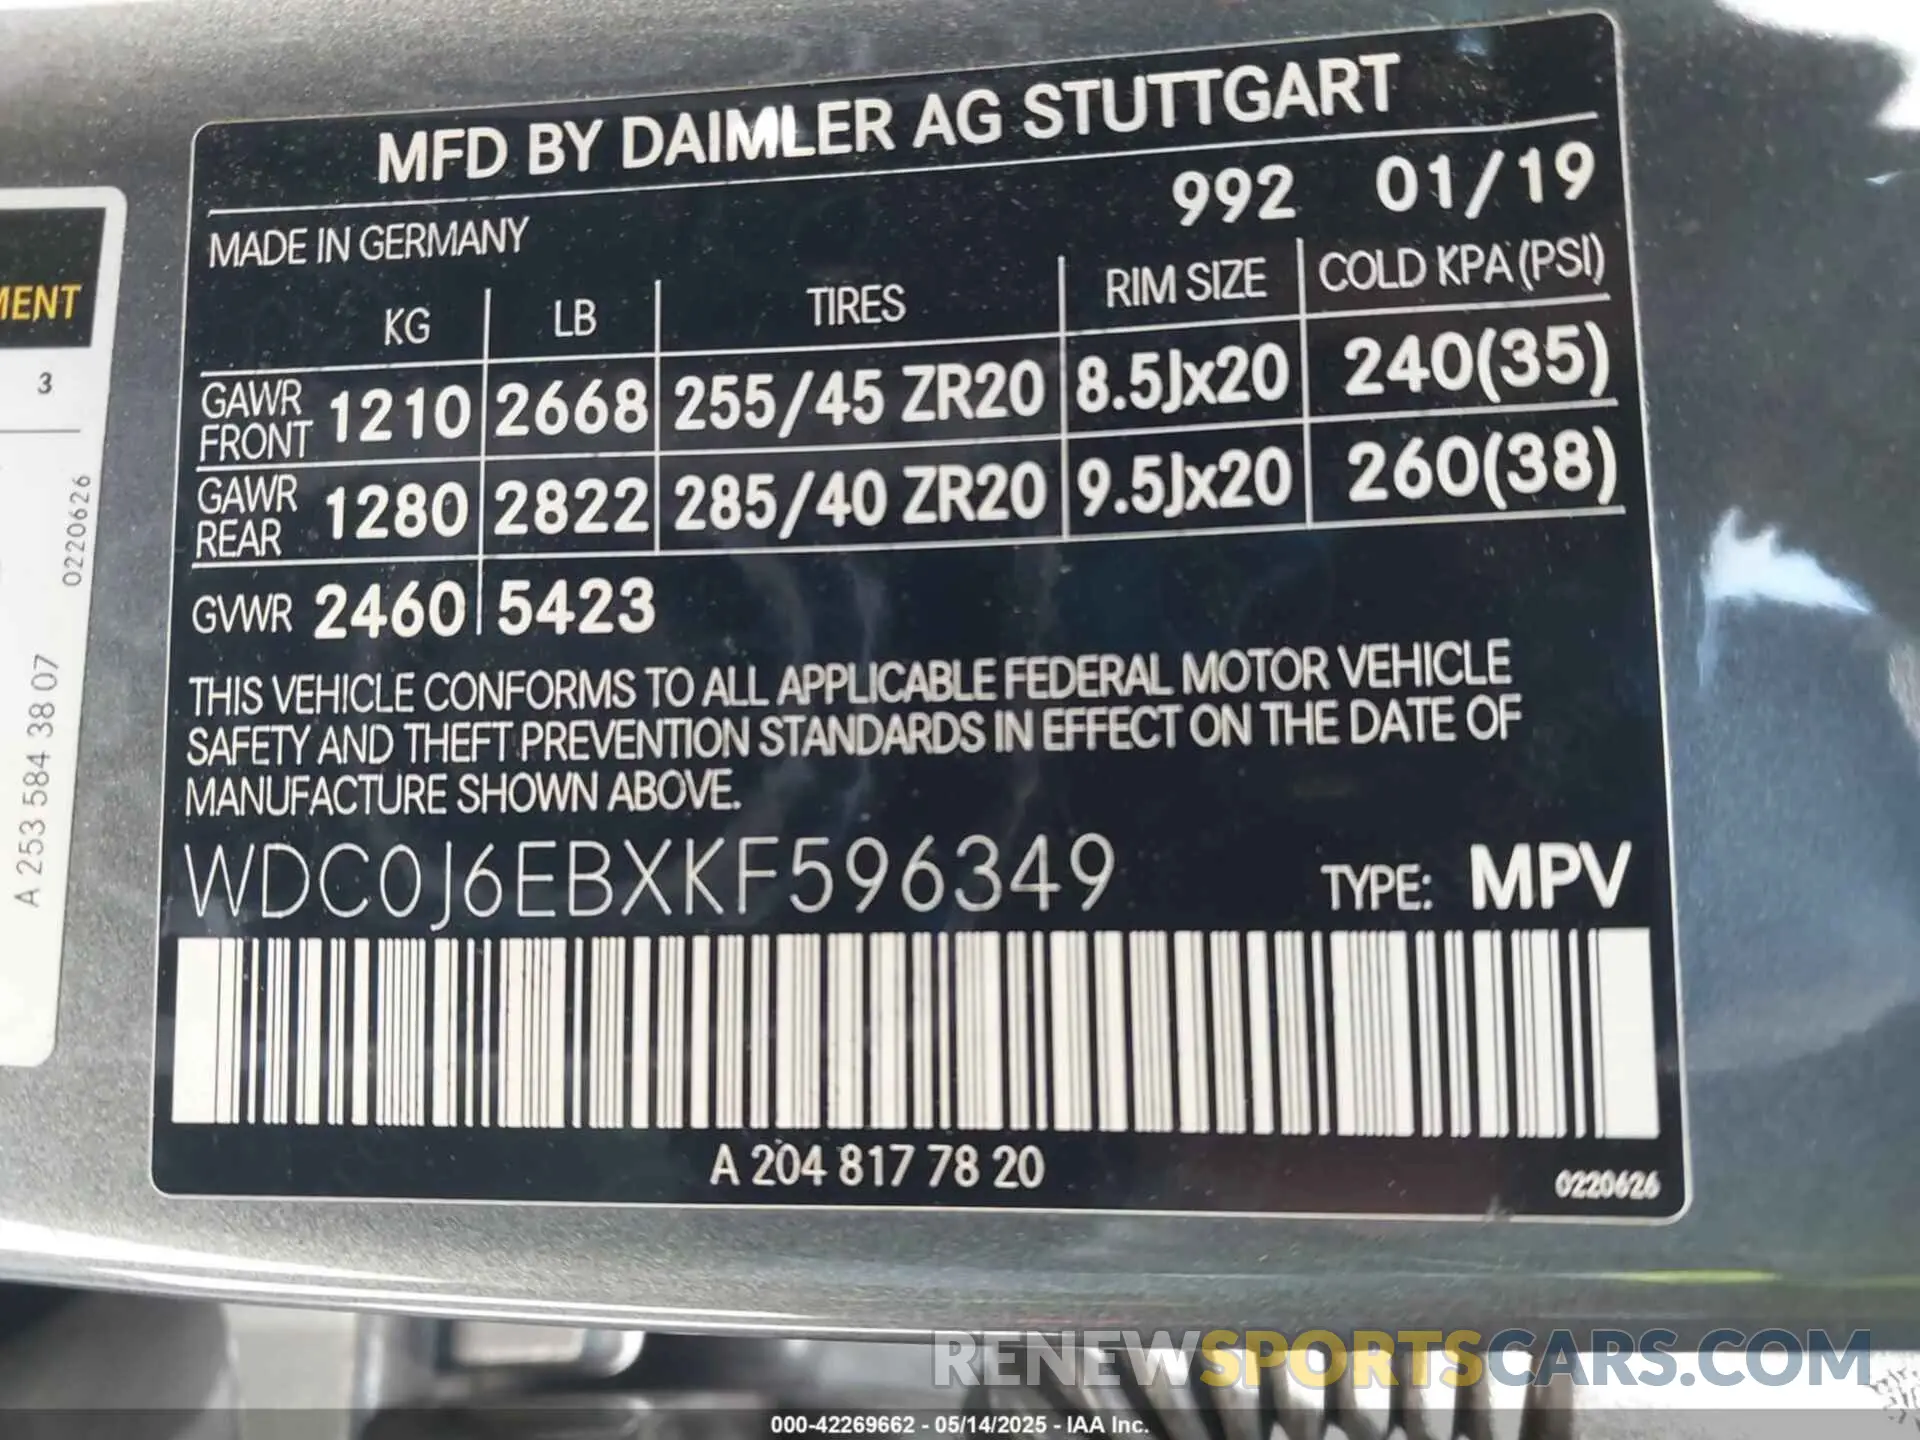 MFD BY DAIMLER AG STUTTGART
MADE IN GERMANY 992 01/19
KG LB TIRES RIM SIZE COLD KPA (PSI)
GAWR FRONT 1210 2668 255/45 ZR20 8.5Jx20 240(35)
GAWR REAR 1280 2822 285/40 ZR20 9.5Jx20 260(38)
GVWR 2460 5423
THIS VEHICLE CONFORMS TO ALL APPLICABLE FEDERAL MOTOR VEHICLE
SAFETY AND THEFT PREVENTION STANDARDS IN EFFECT ON THE DATE OF
MANUFACTURE SHOWN ABOVE.
WDC0J6EBXKF596349 TYPE: MPV
A 204 817 78 20 0220626
3
0220626
A 253 584 38 07
RENEWSPORTSCARS.COM
000-42269662 - 05/14/2025 - IAA Inc.